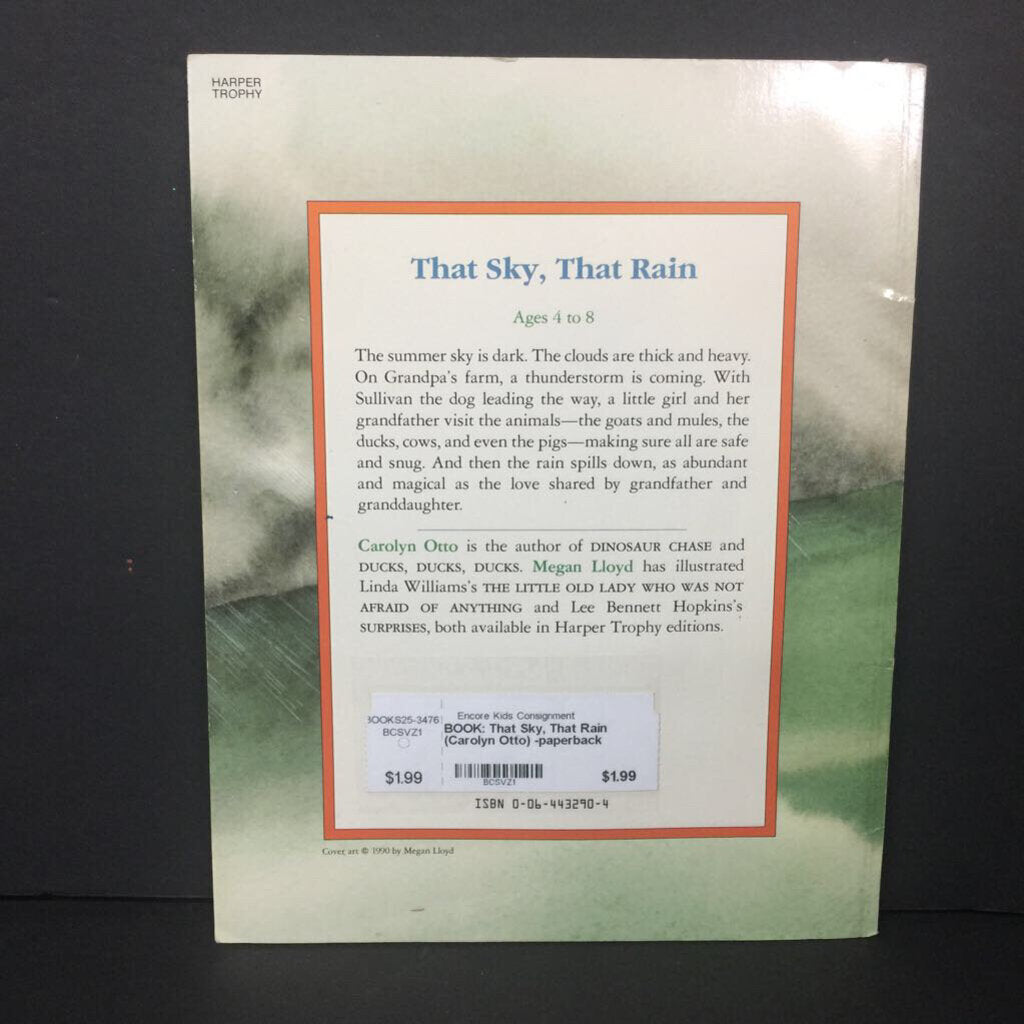 HARPER
TROPHY
That Sky, That Rain
Ages 4 to 8
The summer sky is dark. The clouds are thick and heavy.
On Grandpa's farm, a thunderstorm is coming. With
Sullivan the dog leading the way, a little girl and her
grandfather visit the animals—the goats and mules, the
ducks, cows, and even the pigs—making sure all are safe
and snug. And then the rain spills down, as abundant
and magical as the love shared by grandfather and
granddaughter.
Carolyn Otto is the author of DINOSAUR CHASE and
DUCKS, DUCKS, DUCKS. Megan Lloyd has illustrated
Linda Williams's THE LITTLE OLD LADY WHO WAS NOT
AFRAID OF ANYTHING and Lee Bennett Hopkins's
SURPRISES, both available in Harper Trophy editions.
BOOKS25-3476
BCSVZ1
$1.99
Encore Kids Consignment
BOOK: That Sky, That Rain
(Carolyn Otto) -paperback
BCSVZ1
$1.99
ISBN 0-06-443290-4
Cover art © 1990 by Megan Lloyd